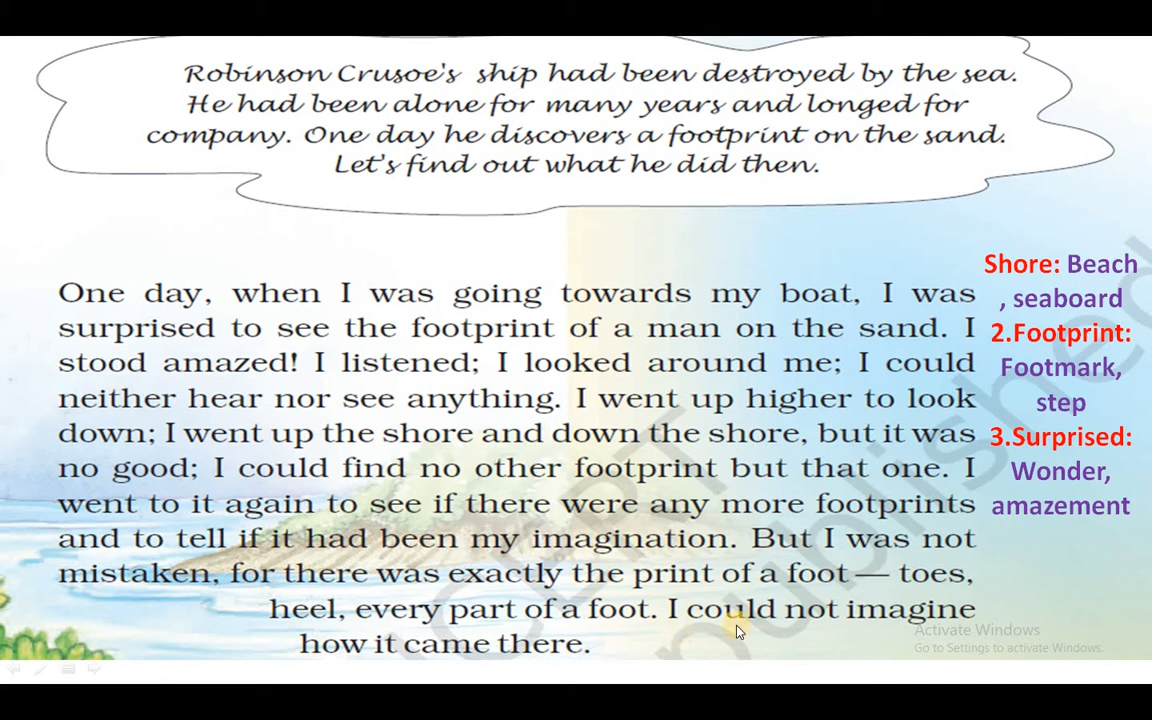 Robinson Crusoe's ship had been destroyed by the sea.
He had been alone for many years and longed for
company. One day he discovers a footprint on the sand.
Let's find out what he did then.
One day, when I was going towards my boat, I was
surprised to see the footprint of a man on the sand. I
stood amazed! I listened; I looked around me; I could
neither hear nor see anything. I went up higher to look
down; I went up the shore and down the shore, but it was
no good; I could find no other footprint but that one. I
went to it again to see if there were any more footprints
and to tell if it had been my imagination. But I was not
mistaken, for there was exactly the print of a foot — toes,
heel, every part of a foot. I could not imagine
how it came there.
Shore: Beach
, seaboard
2.Footprint:
Footmark,
step
3.Surprised:
Wonder,
amazement
Activate Windows
Go to Settings to activate Windows.
NCERT
published